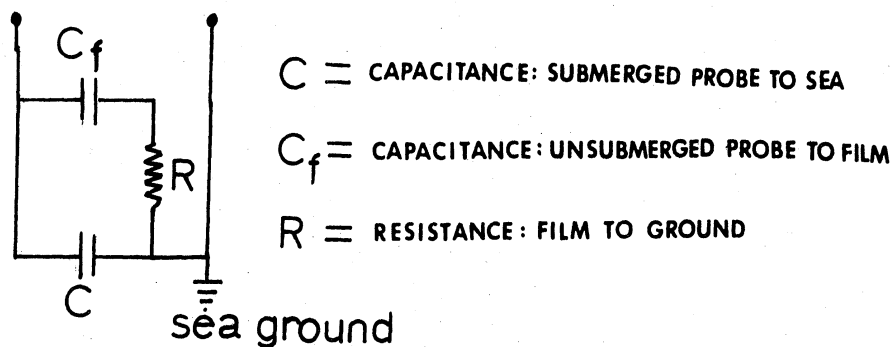 Cf
C = CAPACITANCE: SUBMERGED PROBE TO SEA
Cf = CAPACITANCE: UNSUBMERGED PROBE TO FILM
R
R = RESISTANCE: FILM TO GROUND
C
sea ground